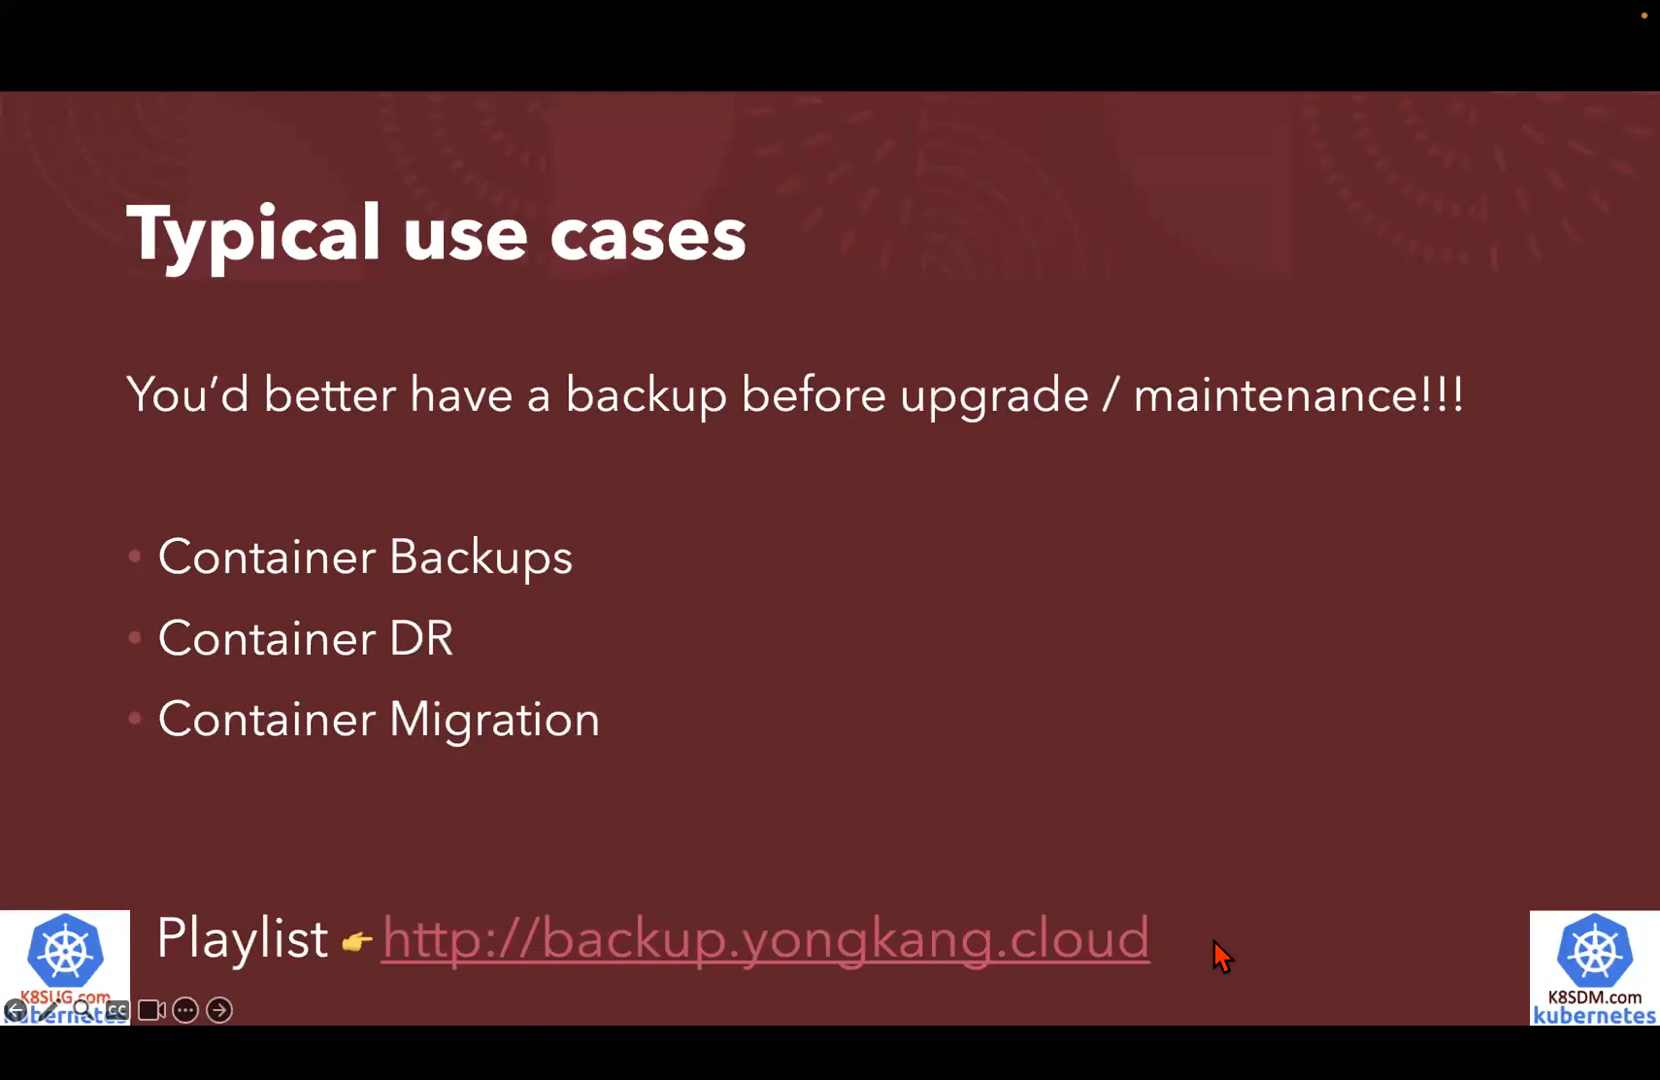 Typical use cases
You’d better have a backup before upgrade / maintenance!!!
• Container Backups
• Container DR
• Container Migration
Playlist 👉 http://backup.yongkang.cloud
K8SUG.com
kubernetes
CC
K8SDM.com
kubernetes